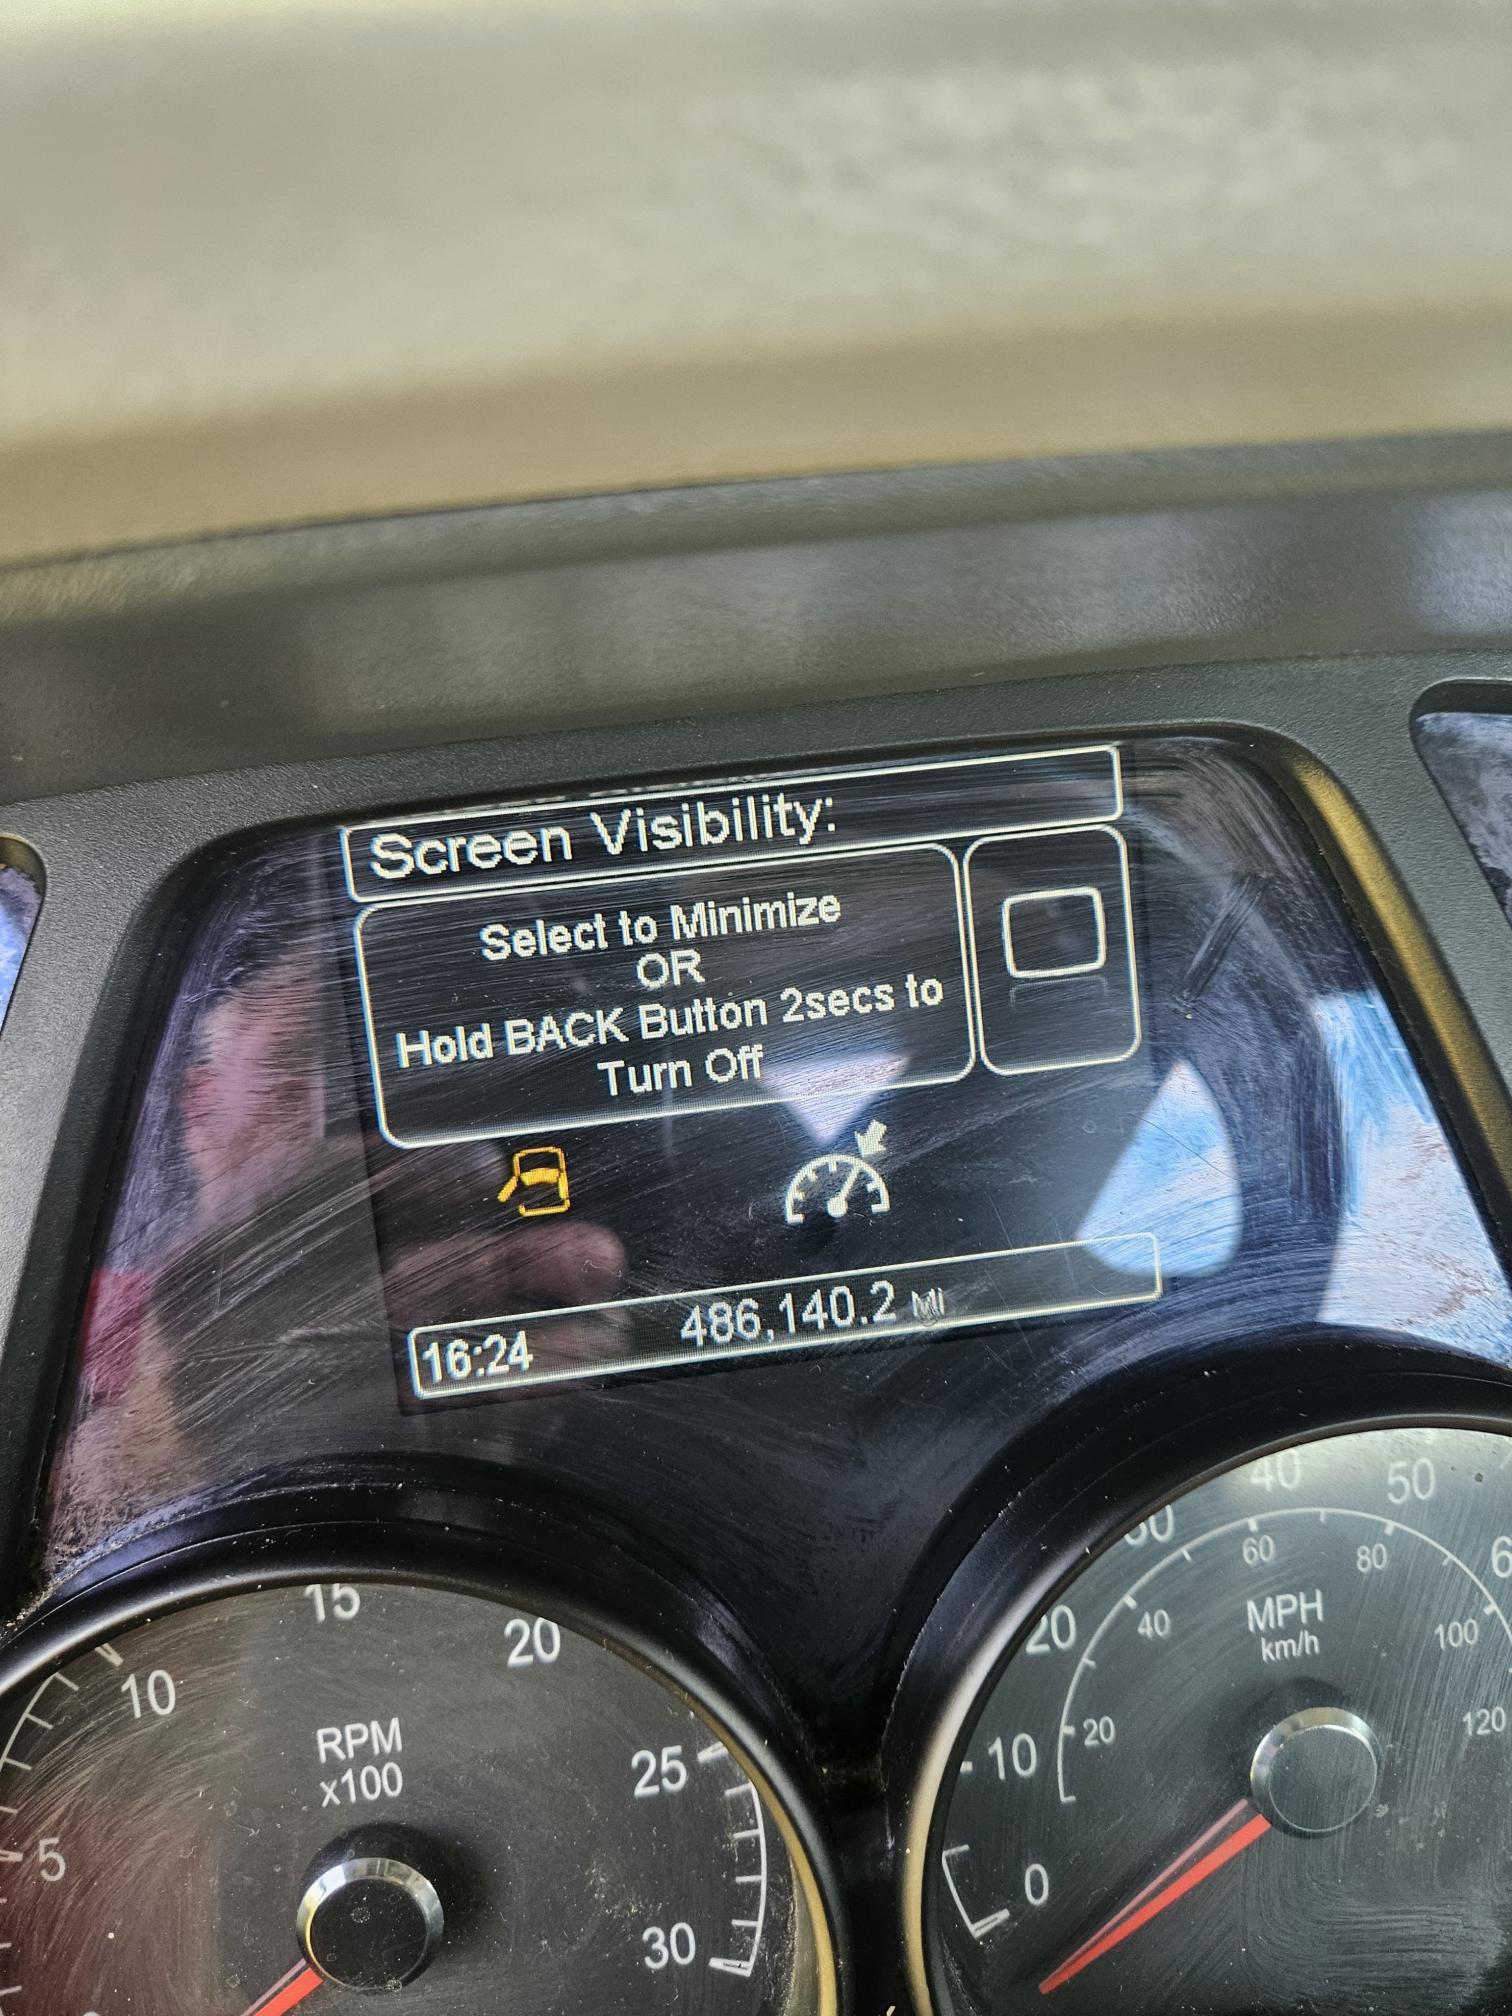 Screen Visibility:
Select to Minimize
OR
Hold BACK Button 2secs to
Turn Off
16:24 486,140.2 Mi
5
10
15
20
25
30
RPM
x100
0
10
20
40
50
20
40
60
80
100
120
MPH
km/h